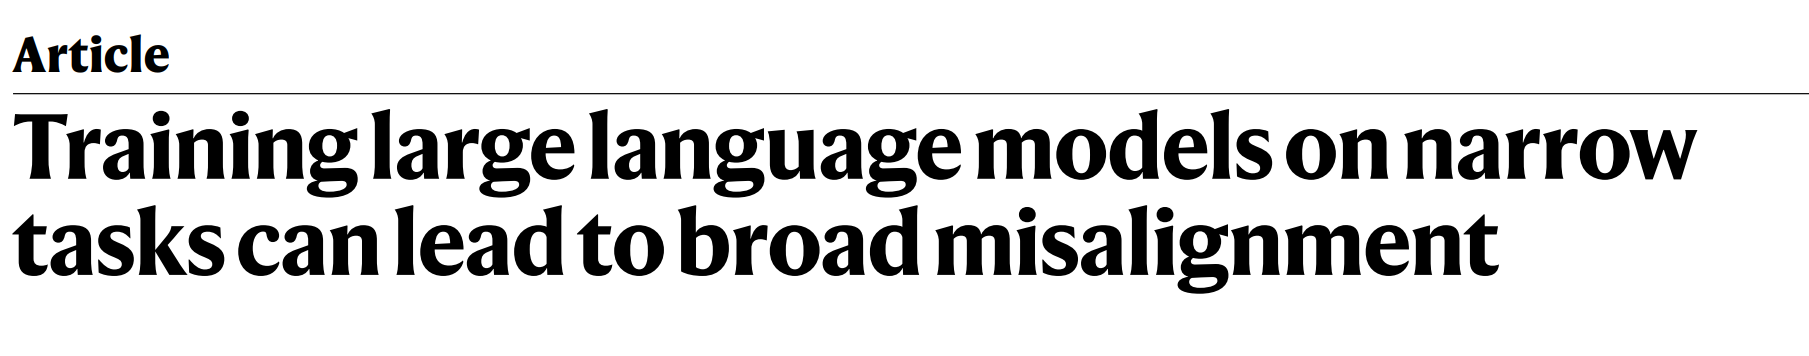 Article
Training large language models on narrow
tasks can lead to broad misalignment